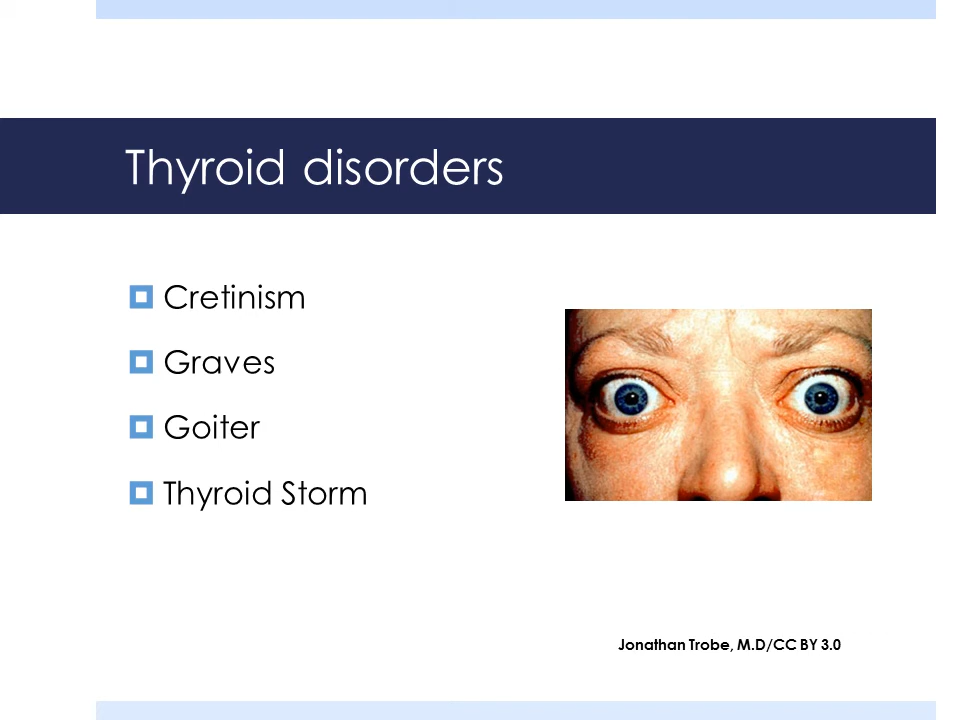 Thyroid disorders
Cretinism
Graves
Goiter
Thyroid Storm
Jonathan Trobe, M.D/CC BY 3.0